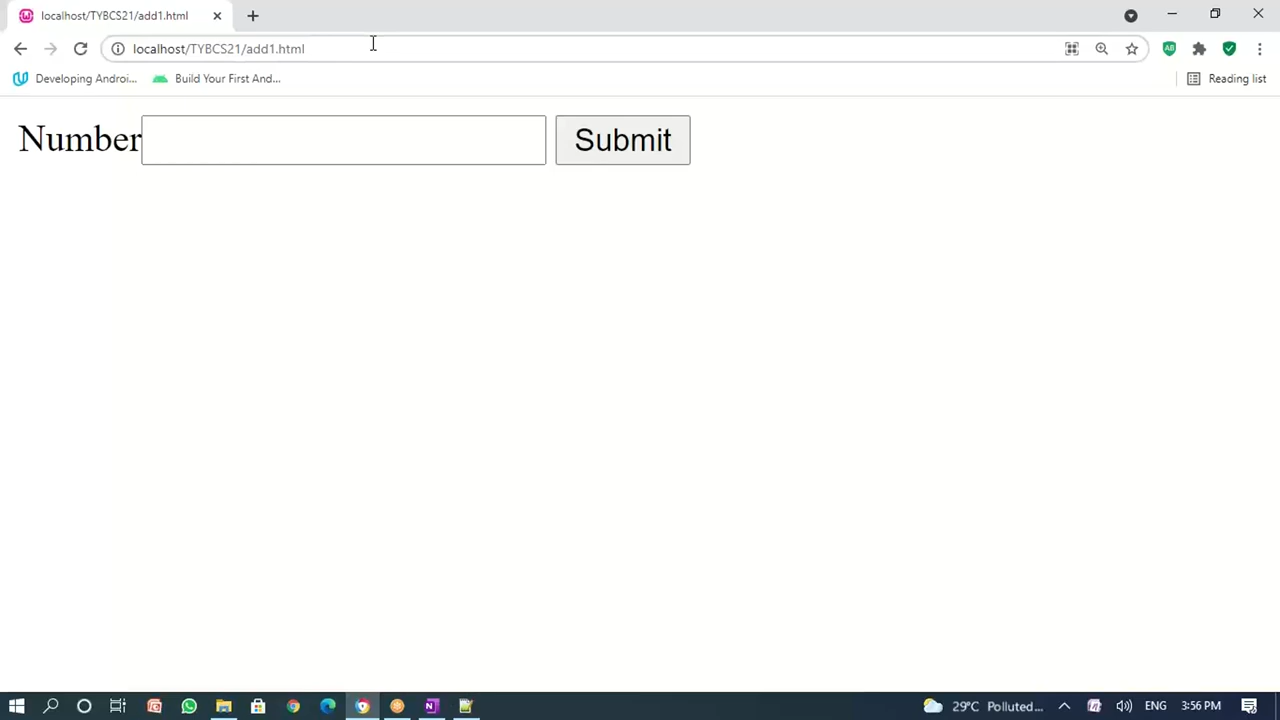 localhost/TYBCS21/add1.html
localhost/TYBCS21/add1.html
Developing Androi... Build Your First And... Reading list
Number Submit
29°C Polluted... ENG 3:56 PM